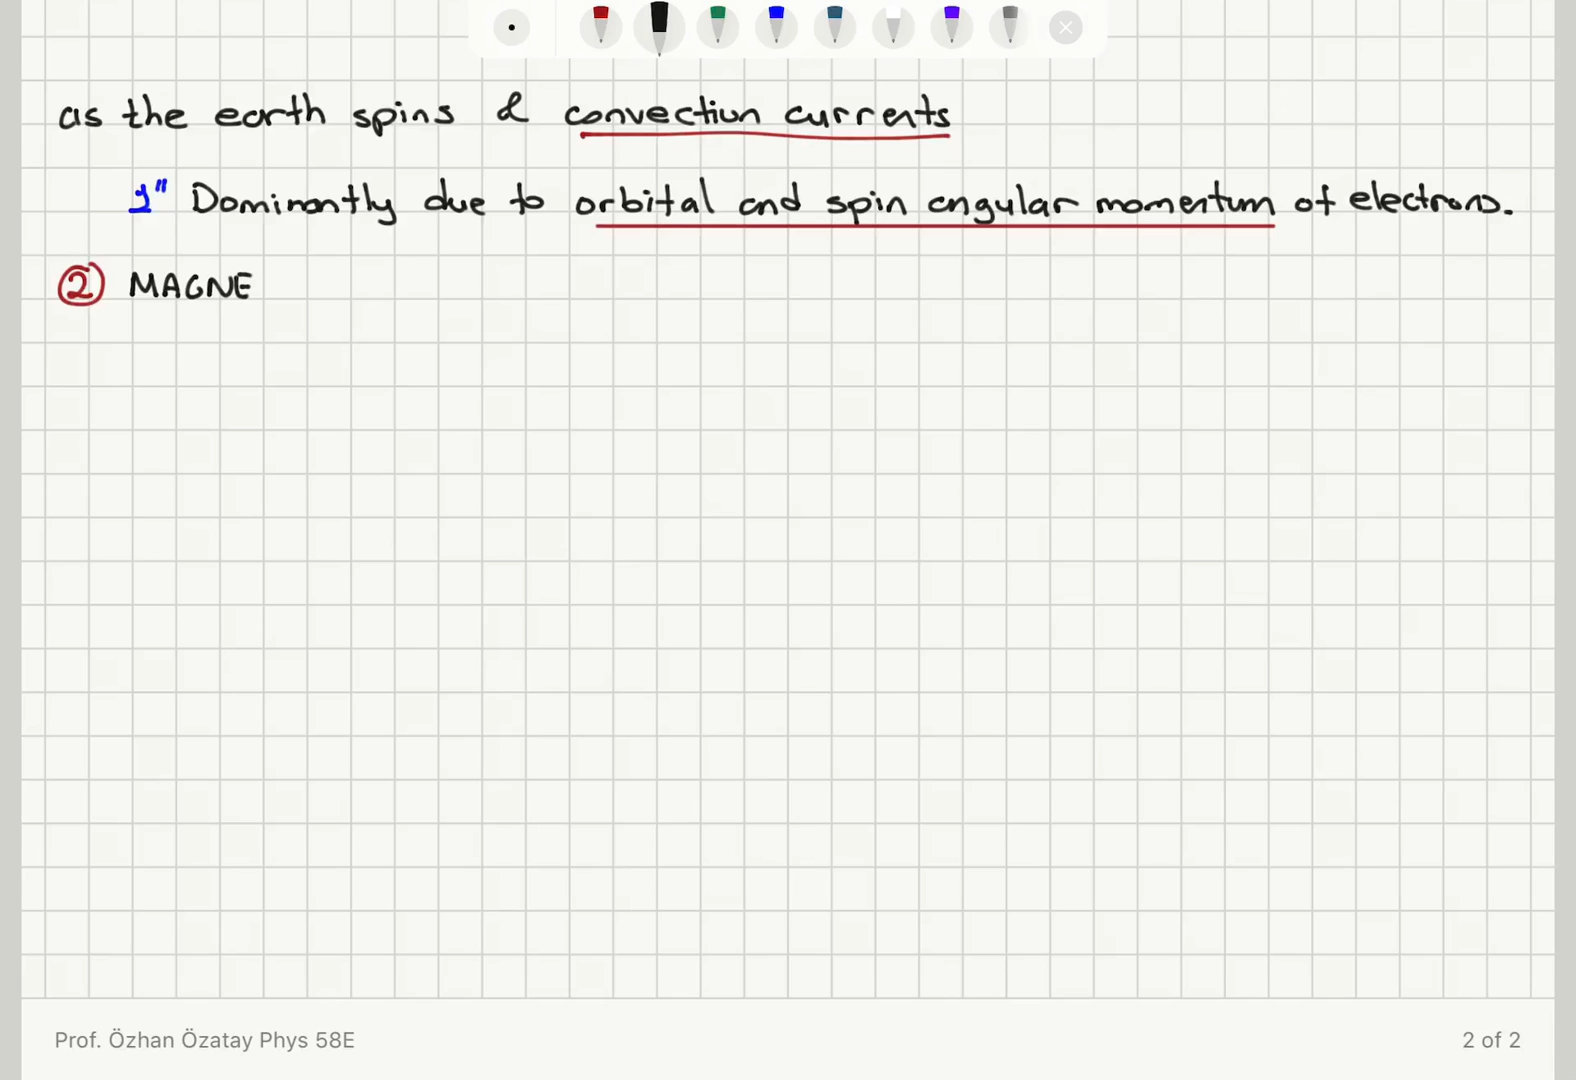 as the earth spins & convection currents
1" Dominantly due to orbital and spin angular momentum of electrons.
2 MAGNE
Prof. Özhan Özatay Phys 58E
2 of 2